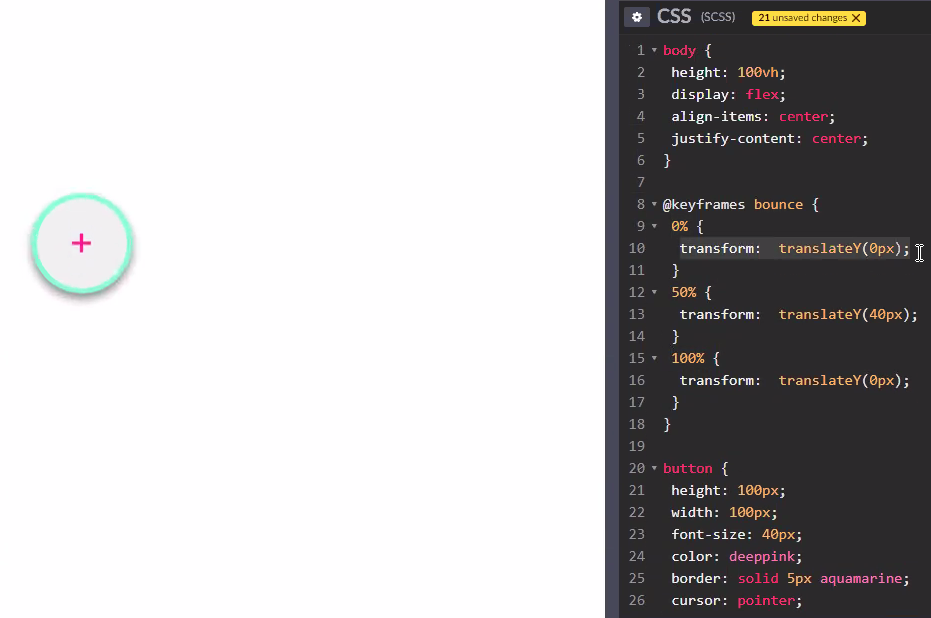 +
CSS (SCSS) 21 unsaved changes X
1 body {
2 height: 100vh;
3 display: flex;
4 align-items: center;
5 justify-content: center;
6 }
7
8 @keyframes bounce {
9 0% {
10 transform:  translateY(0px);
11 }
12 50% {
13 transform:  translateY(40px);
14 }
15 100% {
16 transform:  translateY(0px);
17 }
18 }
19
20 button {
21 height: 100px;
22 width: 100px;
23 font-size: 40px;
24 color: deeppink;
25 border: solid 5px aquamarine;
26 cursor: pointer;